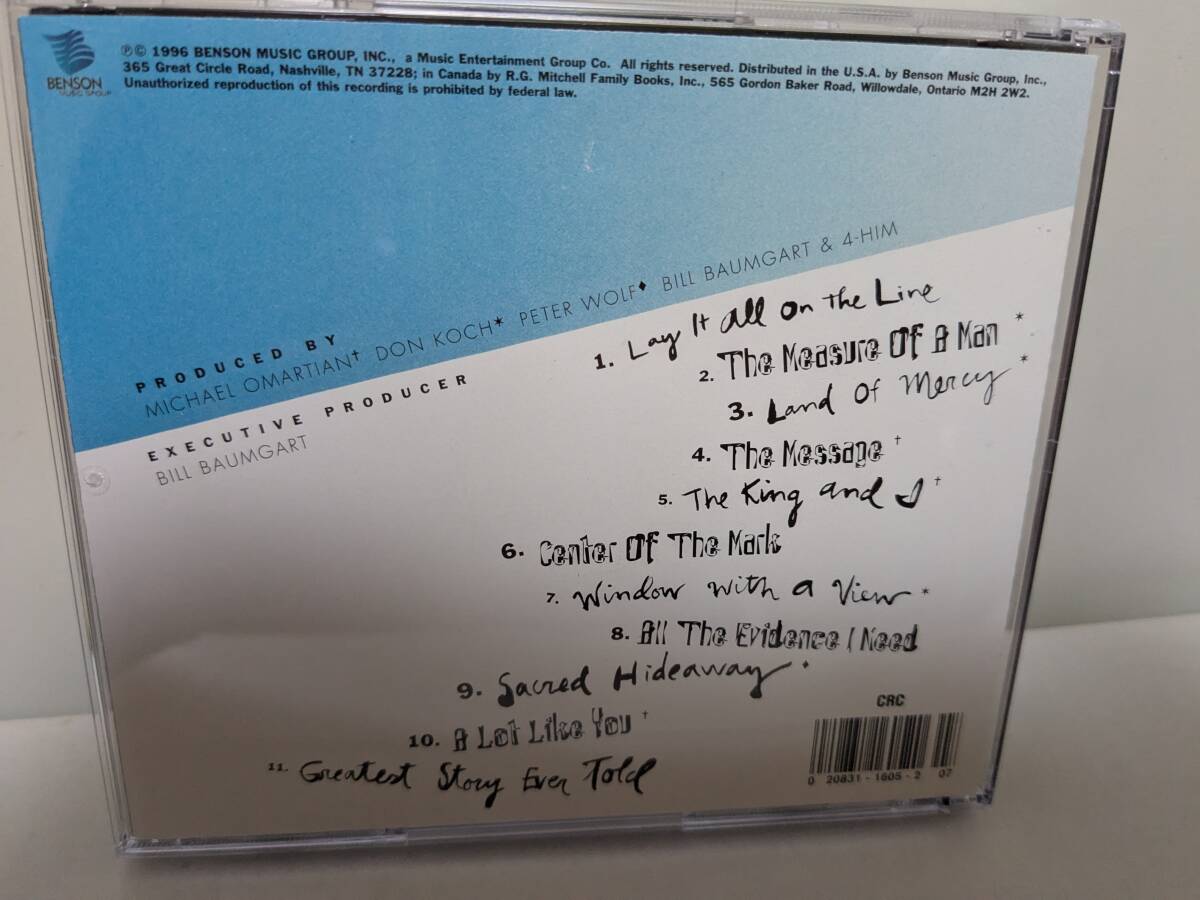 BENSON
MUSIC GROUP
℗© 1996 BENSON MUSIC GROUP, INC., a Music Entertainment Group Co. All rights reserved. Distributed in the U.S.A. by Benson Music Group, Inc.,
365 Great Circle Road, Nashville, TN 37228; in Canada by R.G. Mitchell Family Books, Inc., 565 Gordon Baker Road, Willowdale, Ontario M2H 2W2.
Unauthorized reproduction of this recording is prohibited by federal law.
PRODUCED BY
MICHAEL OMARTIAN† DON KOCH* PETER WOLF♦ BILL BAUMGART & 4-HIM
EXECUTIVE PRODUCER
BILL BAUMGART
1. Lay It All On the Line
2. The Measure Of A Man *
3. Land Of Mercy *
4. The Message †
5. The King and I †
6. Center Of The Mark
7. Window with a View *
8. All The Evidence I Need
9. Sacred Hideaway ♦
10. A Lot Like You †
11. Greatest Story Ever Told
CRC
0 20831-1605-2 02